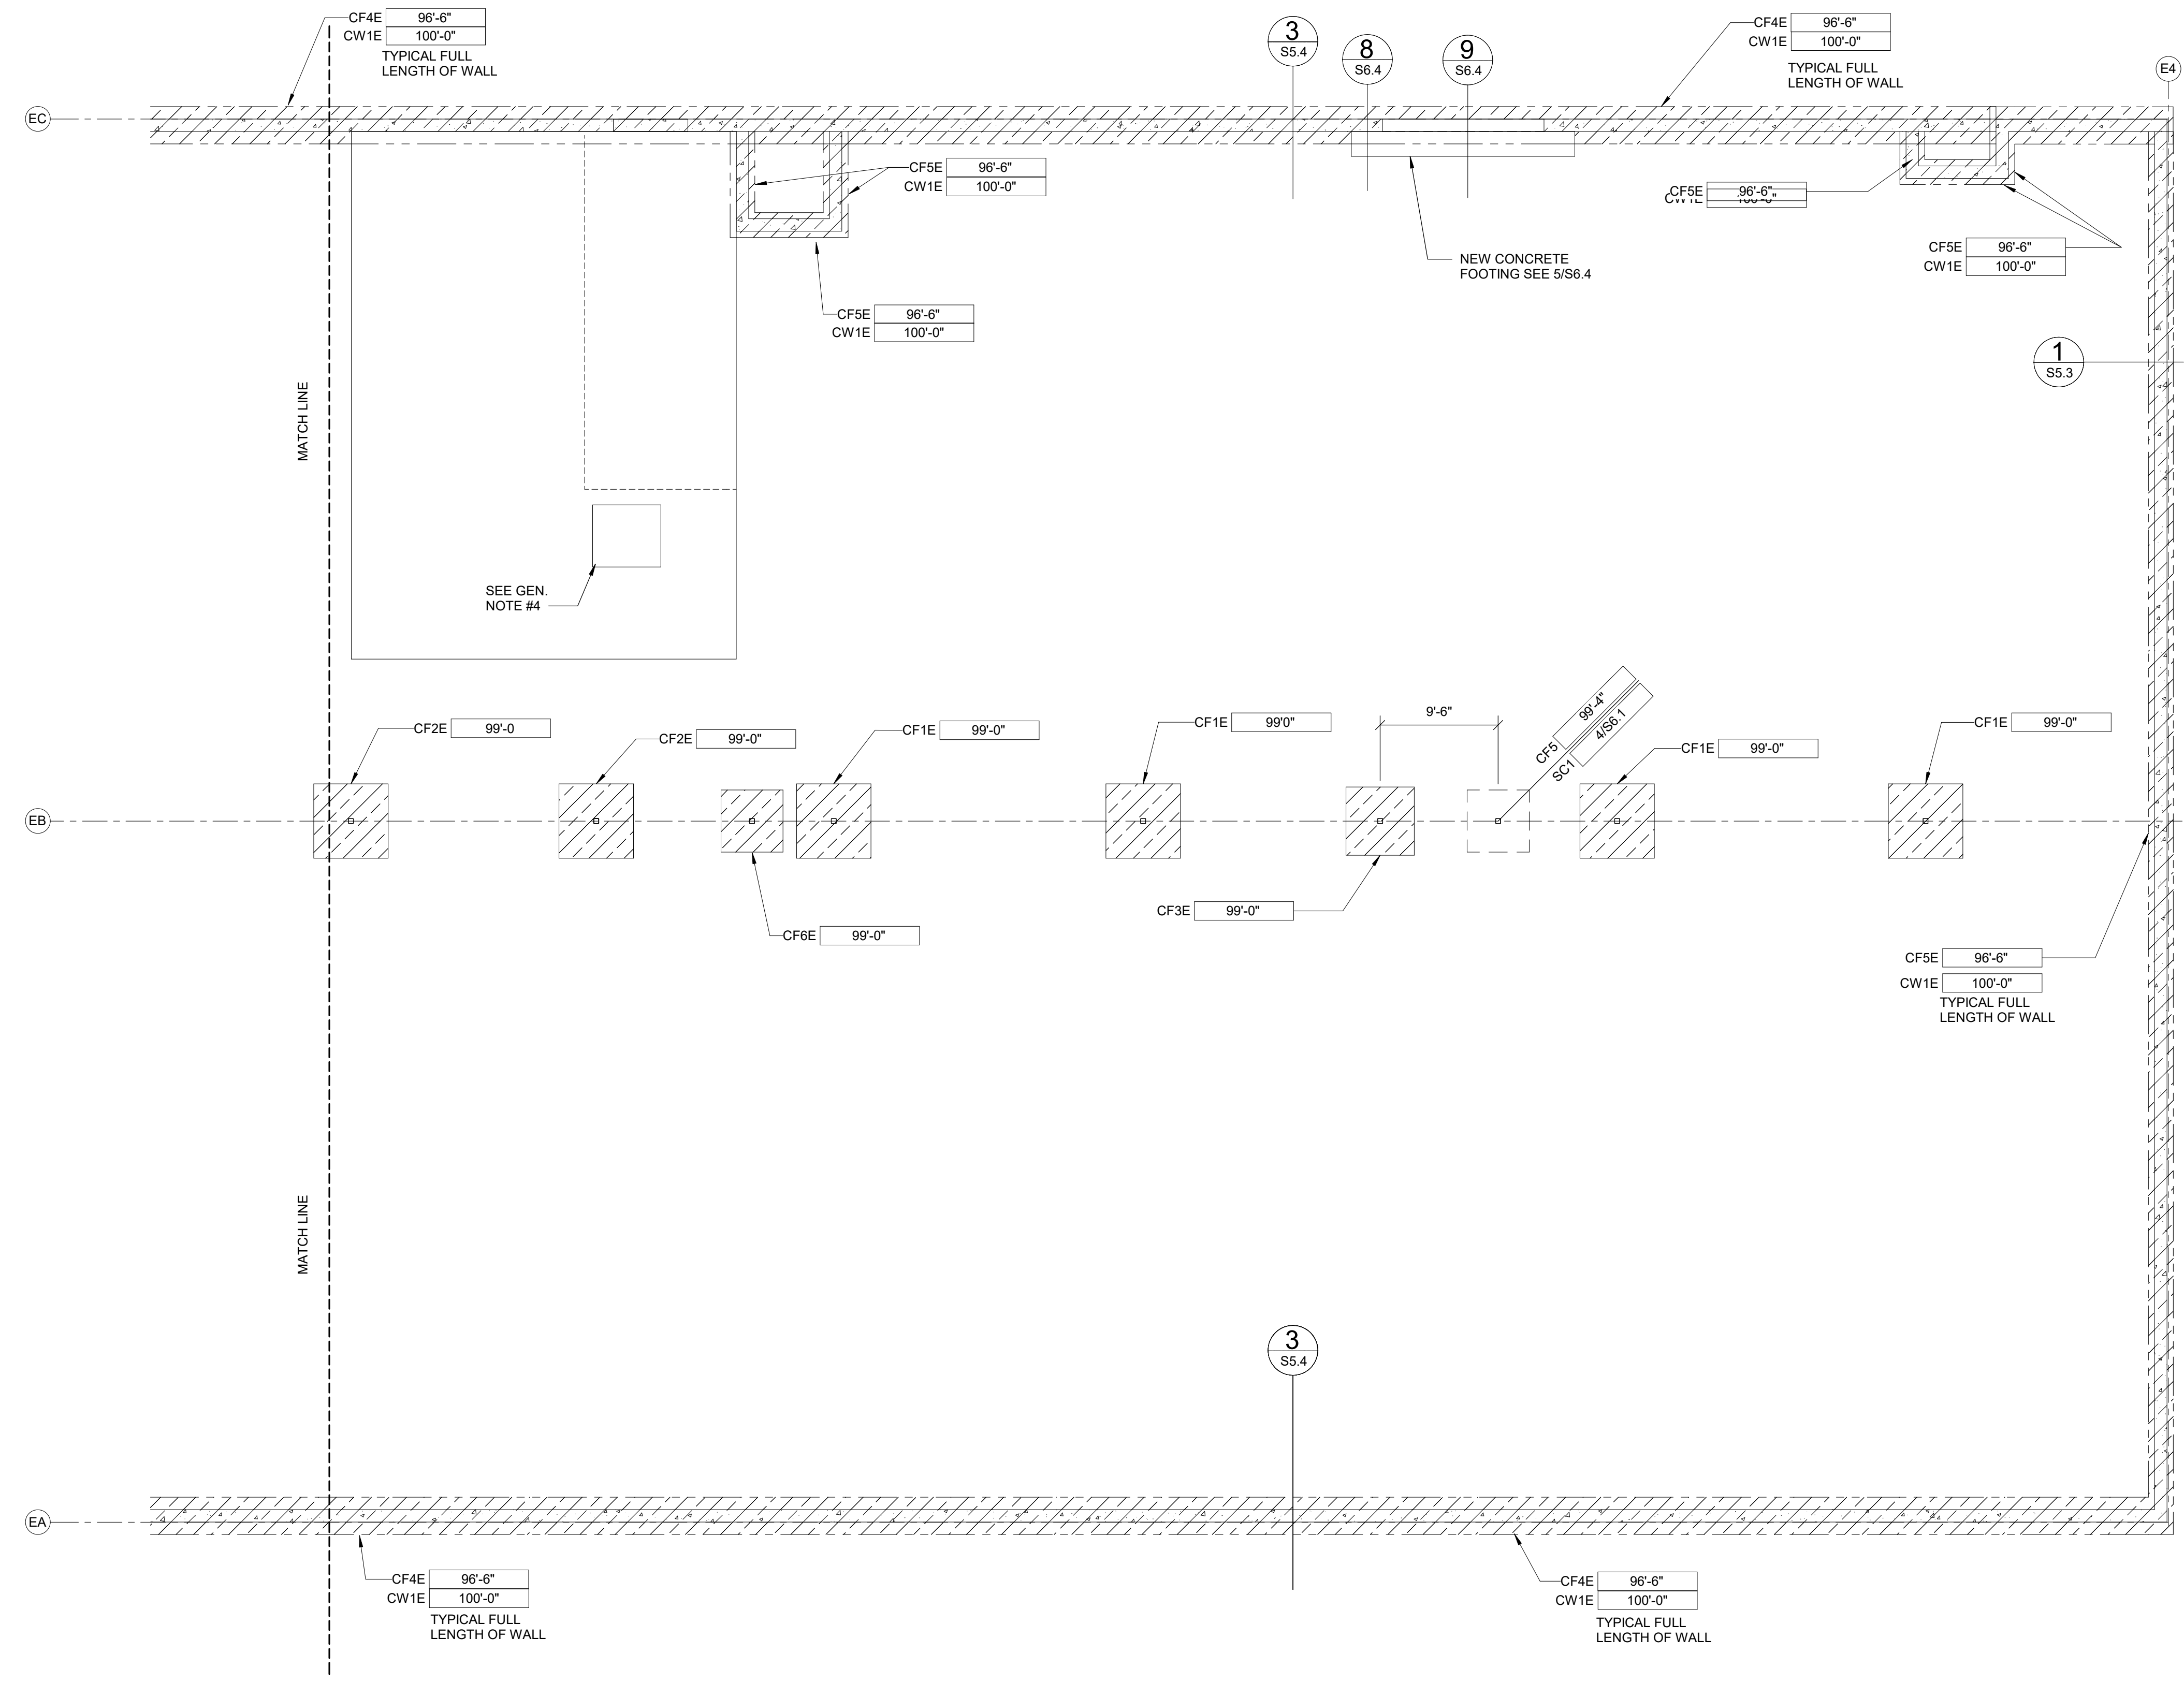 CF4E 96'-6"
CW1E 100'-0"
TYPICAL FULL
LENGTH OF WALL
3
S5.4
8
S6.4
9
S6.4
CF4E 96'-6"
CW1E 100'-0"
TYPICAL FULL
LENGTH OF WALL
E4
EC
CF5E 96'-6"
CW1E 100'-0"
CF5E 96'-6"
CW1E 100'-0"
NEW CONCRETE
FOOTING SEE 5/S6.4
CF5E 96'-6"
CW1E 100'-0"
CF5E 96'-6"
CW1E 100'-0"
1
S5.3
MATCH LINE
SEE GEN.
NOTE #4
CF2E 99'-0
CF2E 99'-0"
CF1E 99'-0"
CF1E 99'0"
9'-6"
CF5 99'-4"
SC1 4/S6.1
CF1E 99'-0"
CF1E 99'-0"
EB
CF6E 99'-0"
CF3E 99'-0"
CF5E 96'-6"
CW1E 100'-0"
TYPICAL FULL
LENGTH OF WALL
MATCH LINE
3
S5.4
EA
CF4E 96'-6"
CW1E 100'-0"
TYPICAL FULL
LENGTH OF WALL
CF4E 96'-6"
CW1E 100'-0"
TYPICAL FULL
LENGTH OF WALL